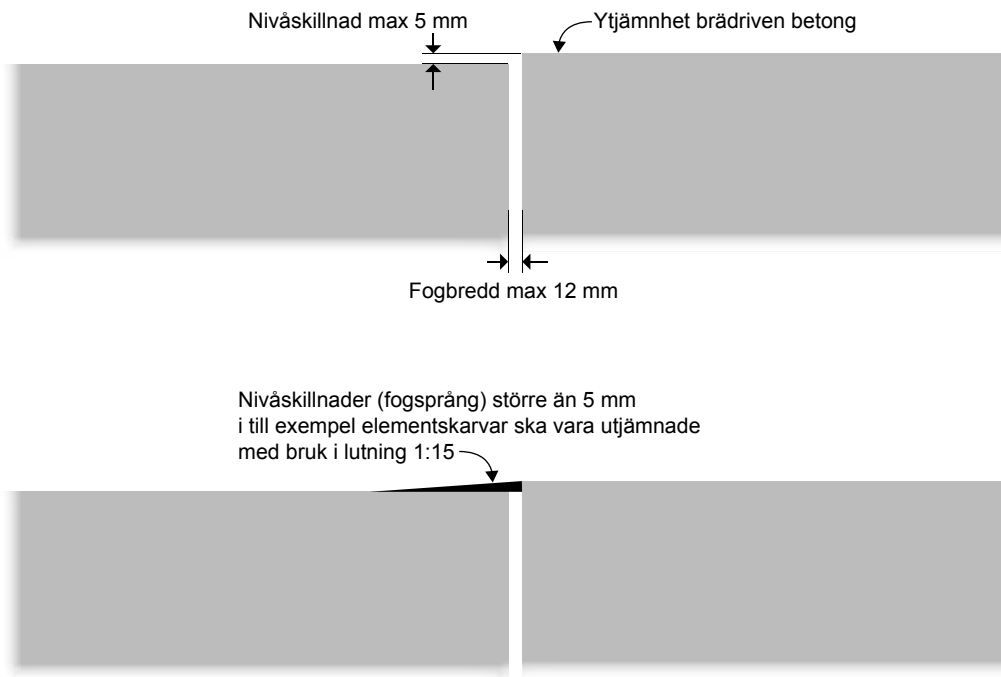 Nivåskillnad max 5 mm
Ytjämnhet brädriven betong
Fogbredd max 12 mm
Nivåskillnader (fogsprång) större än 5 mm
i till exempel elementskarvar ska vara utjämnade
med bruk i lutning 1:15